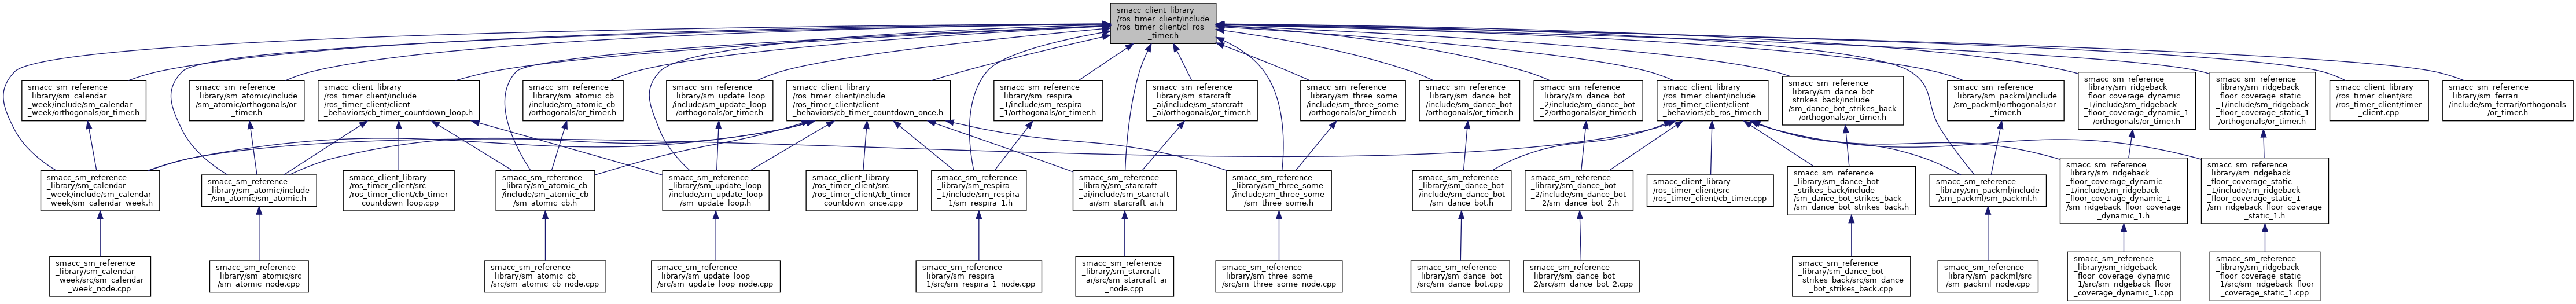 smacc_client_library
/ros_timer_client/include
/ros_timer_client/cl_ros
_timer.h
smacc_sm_reference
_library/sm_calendar
_week/include/sm_calendar
_week/orthogonals/or_timer.h
smacc_sm_reference
_library/sm_atomic/include
/sm_atomic/orthogonals/or
_timer.h
smacc_client_library
/ros_timer_client/include
/ros_timer_client/client
_behaviors/cb_timer_countdown_loop.h
smacc_sm_reference
_library/sm_atomic_cb
/include/sm_atomic_cb
/orthogonals/or_timer.h
smacc_sm_reference
_library/sm_update_loop
/include/sm_update_loop
/orthogonals/or_timer.h
smacc_client_library
/ros_timer_client/include
/ros_timer_client/client
_behaviors/cb_timer_countdown_once.h
smacc_sm_reference
_library/sm_respira
_1/include/sm_respira
_1/orthogonals/or_timer.h
smacc_sm_reference
_library/sm_starcraft
_ai/include/sm_starcraft
_ai/orthogonals/or_timer.h
smacc_sm_reference
_library/sm_three_some
/include/sm_three_some
/orthogonals/or_timer.h
smacc_sm_reference
_library/sm_dance_bot
/include/sm_dance_bot
/orthogonals/or_timer.h
smacc_sm_reference
_library/sm_dance_bot
_2/include/sm_dance_bot
_2/orthogonals/or_timer.h
smacc_client_library
/ros_timer_client/include
/ros_timer_client/client
_behaviors/cb_ros_timer.h
smacc_sm_reference
_library/sm_dance_bot
_strikes_back/include
/sm_dance_bot_strikes_back
/orthogonals/or_timer.h
smacc_sm_reference
_library/sm_packml/include
/sm_packml/orthogonals/or
_timer.h
smacc_sm_reference
_library/sm_ridgeback
_floor_coverage_dynamic
_1/include/sm_ridgeback
_floor_coverage_dynamic_1
/orthogonals/or_timer.h
smacc_sm_reference
_library/sm_ridgeback
_floor_coverage_static
_1/include/sm_ridgeback
_floor_coverage_static_1
/orthogonals/or_timer.h
smacc_client_library
/ros_timer_client/src
/ros_timer_client/timer
_client.cpp
smacc_sm_reference
_library/sm_ferrari
/include/sm_ferrari/orthogonals
/or_timer.h
smacc_sm_reference
_library/sm_calendar
_week/include/sm_calendar
_week/sm_calendar_week.h
smacc_sm_reference
_library/sm_atomic/include
/sm_atomic/sm_atomic.h
smacc_client_library
/ros_timer_client/src
/ros_timer_client/cb_timer
_countdown_loop.cpp
smacc_sm_reference
_library/sm_atomic_cb
/include/sm_atomic_cb
/sm_atomic_cb.h
smacc_sm_reference
_library/sm_update_loop
/include/sm_update_loop
/sm_update_loop.h
smacc_client_library
/ros_timer_client/src
/ros_timer_client/cb_timer
_countdown_once.cpp
smacc_sm_reference
_library/sm_respira
_1/include/sm_respira
_1/sm_respira_1.h
smacc_sm_reference
_library/sm_starcraft
_ai/include/sm_starcraft
_ai/sm_starcraft_ai.h
smacc_sm_reference
_library/sm_three_some
/include/sm_three_some
/sm_three_some.h
smacc_sm_reference
_library/sm_dance_bot
/include/sm_dance_bot
/sm_dance_bot.h
smacc_sm_reference
_library/sm_dance_bot
_2/include/sm_dance_bot
_2/sm_dance_bot_2.h
smacc_client_library
/ros_timer_client/src
/ros_timer_client/cb_timer.cpp
smacc_sm_reference
_library/sm_dance_bot
_strikes_back/include
/sm_dance_bot_strikes_back
/sm_dance_bot_strikes_back.h
smacc_sm_reference
_library/sm_packml/include
/sm_packml/sm_packml.h
smacc_sm_reference
_library/sm_ridgeback
_floor_coverage_dynamic
_1/include/sm_ridgeback
_floor_coverage_dynamic_1
/sm_ridgeback_floor_coverage
_dynamic_1.h
smacc_sm_reference
_library/sm_ridgeback
_floor_coverage_static
_1/include/sm_ridgeback
_floor_coverage_static_1
/sm_ridgeback_floor_coverage
_static_1.h
smacc_sm_reference
_library/sm_calendar
_week/src/sm_calendar
_week_node.cpp
smacc_sm_reference
_library/sm_atomic/src
/sm_atomic_node.cpp
smacc_sm_reference
_library/sm_atomic_cb
/src/sm_atomic_cb_node.cpp
smacc_sm_reference
_library/sm_update_loop
/src/sm_update_loop_node.cpp
smacc_sm_reference
_library/sm_respira
_1/src/sm_respira_1_node.cpp
smacc_sm_reference
_library/sm_starcraft
_ai/src/sm_starcraft_ai
_node.cpp
smacc_sm_reference
_library/sm_three_some
/src/sm_three_some_node.cpp
smacc_sm_reference
_library/sm_dance_bot
/src/sm_dance_bot.cpp
smacc_sm_reference
_library/sm_dance_bot
_2/src/sm_dance_bot_2.cpp
smacc_sm_reference
_library/sm_dance_bot
_strikes_back/src/sm_dance
_bot_strikes_back.cpp
smacc_sm_reference
_library/sm_packml/src
/sm_packml_node.cpp
smacc_sm_reference
_library/sm_ridgeback
_floor_coverage_dynamic
_1/src/sm_ridgeback_floor
_coverage_dynamic_1.cpp
smacc_sm_reference
_library/sm_ridgeback
_floor_coverage_static
_1/src/sm_ridgeback_floor
_coverage_static_1.cpp